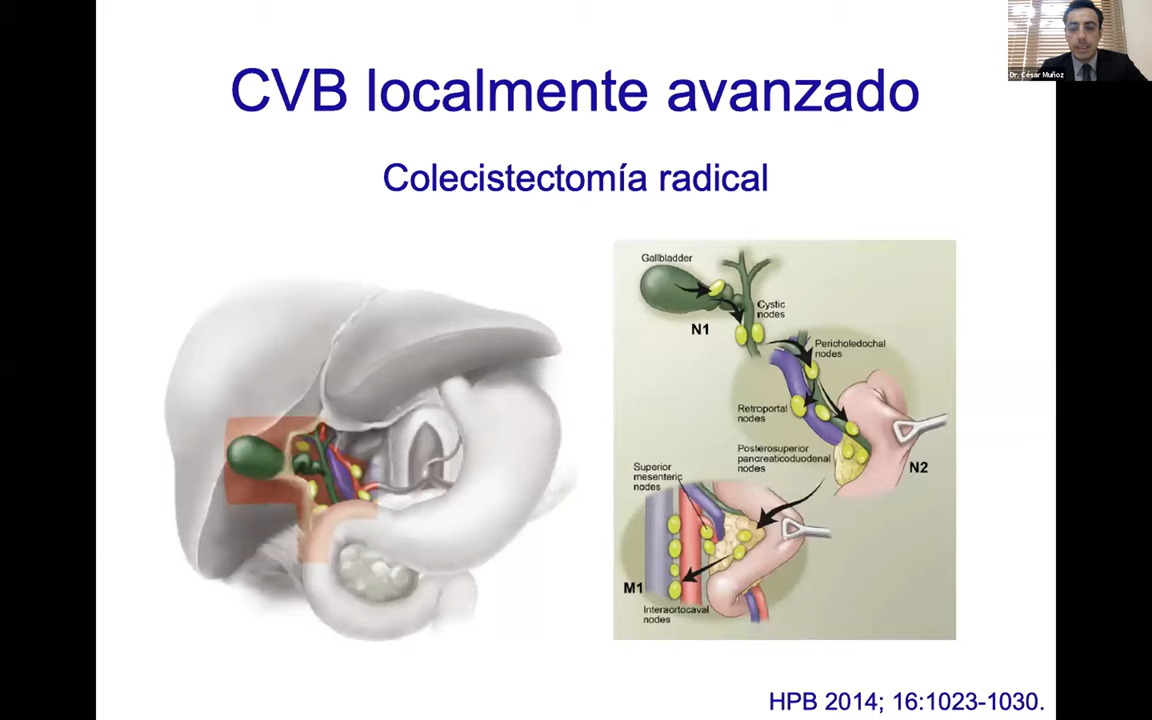 Dr. César Muñoz
CVB localmente avanzado
Colecistectomía radical
Gallbladder
Cystic
nodes
N1
Pericholedochal
nodes
Retroportal
nodes
Posterosuperior
pancreaticoduodenal
nodes
N2
Superior
mesenteric
nodes
M1
Interaortocaval
nodes
HPB 2014; 16:1023-1030.